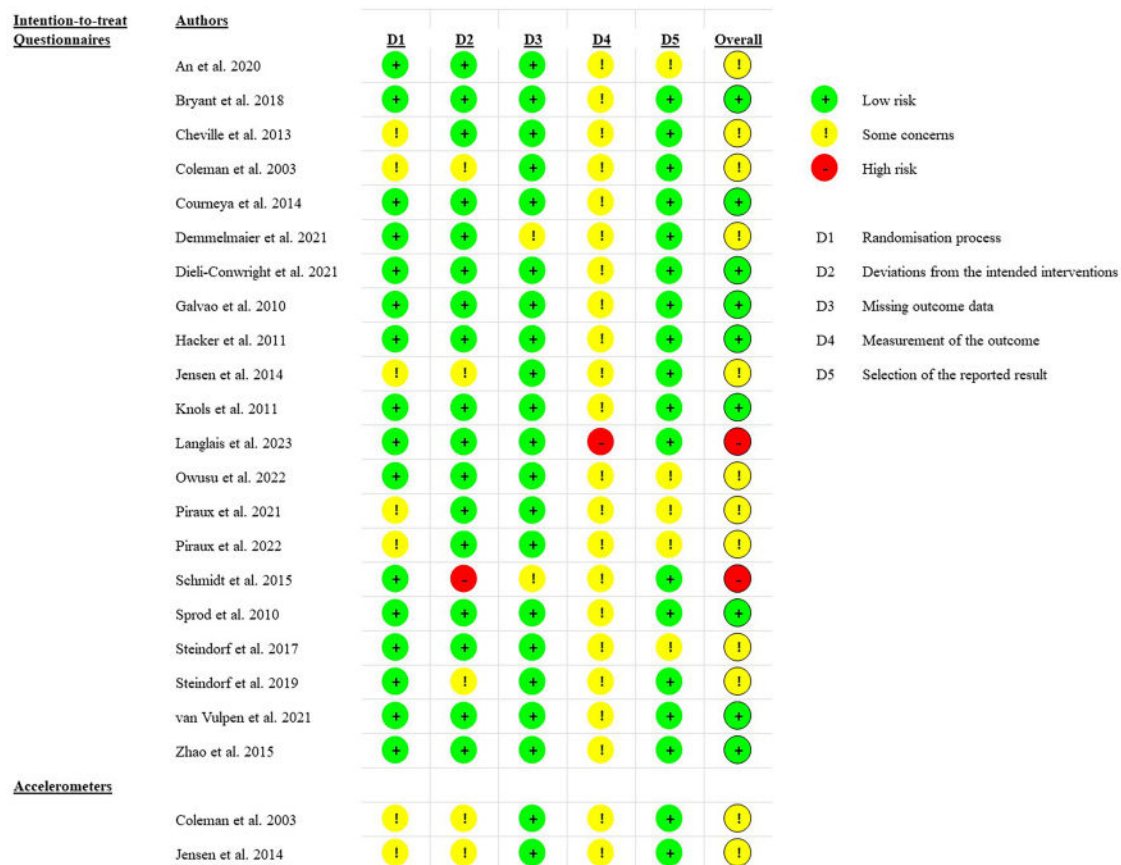 Intention-to-treat Authors
Questionnaires D1 D2 D3 D4 D5 Overall
An et al. 2020 + + + ! ! !
Bryant et al. 2018 + + + ! + + + Low risk
Cheville et al. 2013 ! + + ! + ! ! Some concerns
Coleman et al. 2003 ! ! + ! + ! - High risk
Courneya et al. 2014 + + + ! + +
Demmelmaier et al. 2021 + + ! ! + ! D1 Randomisation process
Dieli-Conwright et al. 2021 + + + ! + + D2 Deviations from the intended interventions
Galvao et al. 2010 + + + ! + + D3 Missing outcome data
Hacker et al. 2011 + + + ! + + D4 Measurement of the outcome
Jensen et al. 2014 ! ! + ! + ! D5 Selection of the reported result
Knols et al. 2011 + + + ! + +
Langlais et al. 2023 + + + - + -
Owusu et al. 2022 + + + ! ! !
Piraux et al. 2021 ! + + ! ! !
Piraux et al. 2022 ! + + ! ! !
Schmidt et al. 2015 + - ! ! + -
Sprod et al. 2010 + + + ! + +
Steindorf et al. 2017 + + + ! ! !
Steindorf et al. 2019 + ! + ! + !
van Vulpen et al. 2021 + + + ! + +
Zhao et al. 2015 + + + ! + +
Accelerometers
Coleman et al. 2003 ! ! + ! + !
Jensen et al. 2014 ! ! + ! + !